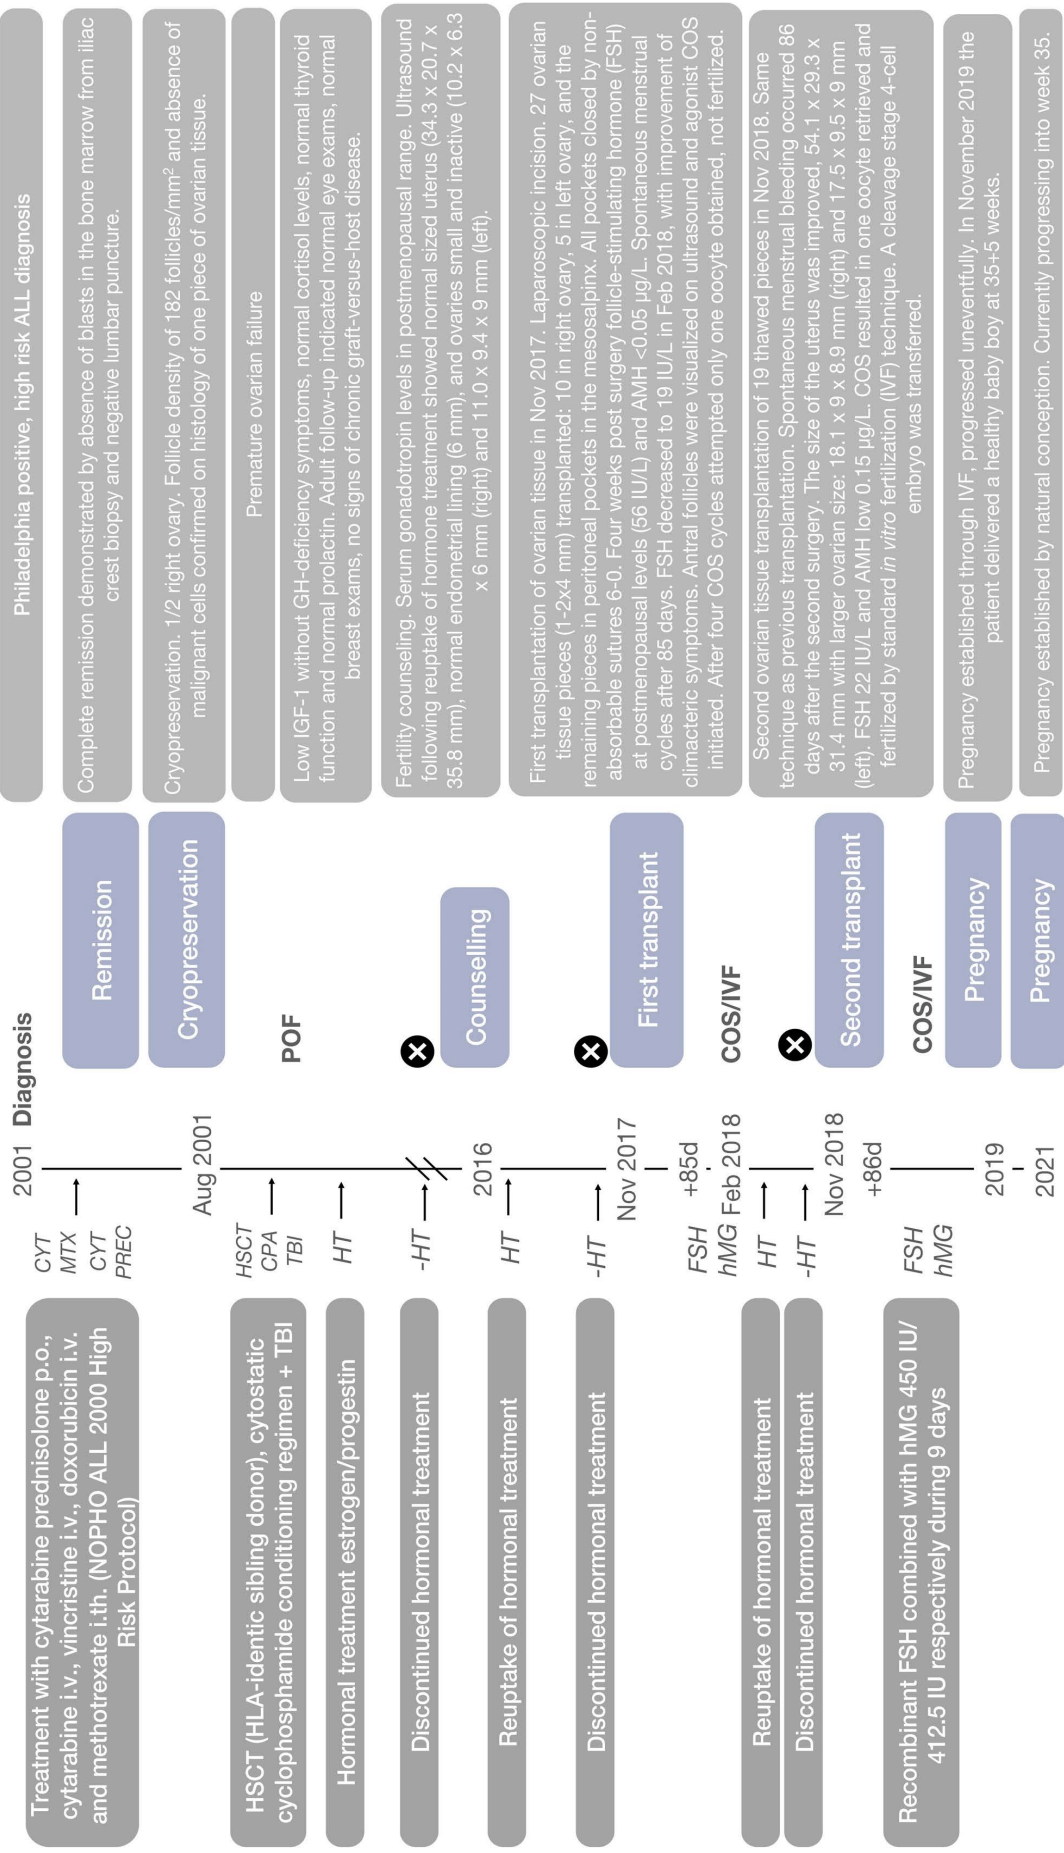 Treatment with cytarabine prednisolone p.o.,
cytarabine i.v., vincristine i.v., doxorubicin i.v.
and methotrexate i.th. (NOPHO ALL 2000 High
Risk Protocol)
HSCT (HLA-identic sibling donor), cytostatic
cyclophosphamide conditioning regimen + TBI
Hormonal treatment estrogen/progestin
Discontinued hormonal treatment
Reuptake of hormonal treatment
Discontinued hormonal treatment
Reuptake of hormonal treatment
Discontinued hormonal treatment
Recombinant FSH combined with hMG 450 IU/
412.5 IU respectively during 9 days
CYT
MTX
CYT
PREC
HSCT
CPA
TBI
HT
-HT
HT
-HT
FSH
hMG
HT
-HT
FSH
hMG
2001
Aug 2001
2016
Nov 2017
+85d
Feb 2018
Nov 2018
+86d
2019
2021
Diagnosis
Remission
Cryopreservation
POF
Counselling
First transplant
COS/IVF
Second transplant
COS/IVF
Pregnancy
Pregnancy
Philadelphia positive, high risk ALL diagnosis
Complete remission demonstrated by absence of blasts in the bone marrow from iliac
crest biopsy and negative lumbar puncture.
Cryopreservation. 1/2 right ovary. Follicle density of 182 follicles/mm² and absence of
malignant cells confirmed on histology of one piece of ovarian tissue.
Premature ovarian failure
Low IGF-1 without GH-deficiency symptoms, normal cortisol levels, normal thyroid
function and normal prolactin. Adult follow-up indicated normal eye exams, normal
breast exams, no signs of chronic graft-versus-host disease.
Fertility counseling. Serum gonadotropin levels in postmenopausal range. Ultrasound
following reuptake of hormone treatment showed normal sized uterus (34.3 x 20.7 x
35.8 mm), normal endometrial lining (6 mm), and ovaries small and inactive (10.2 x 6.3
x 6 mm (right) and 11.0 x 9.4 x 9 mm (left).
First transplantation of ovarian tissue in Nov 2017. Laparoscopic incision. 27 ovarian
tissue pieces (1-2x4 mm) transplanted: 10 in right ovary, 5 in left ovary, and the
remaining pieces in peritoneal pockets in the mesosalpinx. All pockets closed by non-
absorbable sutures 6-0. Four weeks post surgery follicle-stimulating hormone (FSH)
at postmenopausal levels (56 IU/L) and AMH <0.05 µg/L. Spontaneous menstrual
cycles after 85 days. FSH decreased to 19 IU/L in Feb 2018, with improvement of
climacteric symptoms. Antral follicles were visualized on ultrasound and agonist COS
initiated. After four COS cycles attempted only one oocyte obtained, not fertilized.
Second ovarian tissue transplantation of 19 thawed pieces in Nov 2018. Same
technique as previous transplantation. Spontaneous menstrual bleeding occurred 86
days after the second surgery. The size of the uterus was improved, 54.1 x 29.3 x
31.4 mm with larger ovarian size: 18.1 x 9 x 8.9 mm (right) and 17.5 x 9.5 x 9 mm
(left). FSH 22 IU/L and AMH low 0.15 µg/L. COS resulted in one oocyte retrieved and
fertilized by standard in vitro fertilization (IVF) technique. A cleavage stage 4-cell
embryo was transferred.
Pregnancy established through IVF, progressed uneventfully. In November 2019 the
patient delivered a healthy baby boy at 35+5 weeks.
Pregnancy established by natural conception. Currently progressing into week 35.